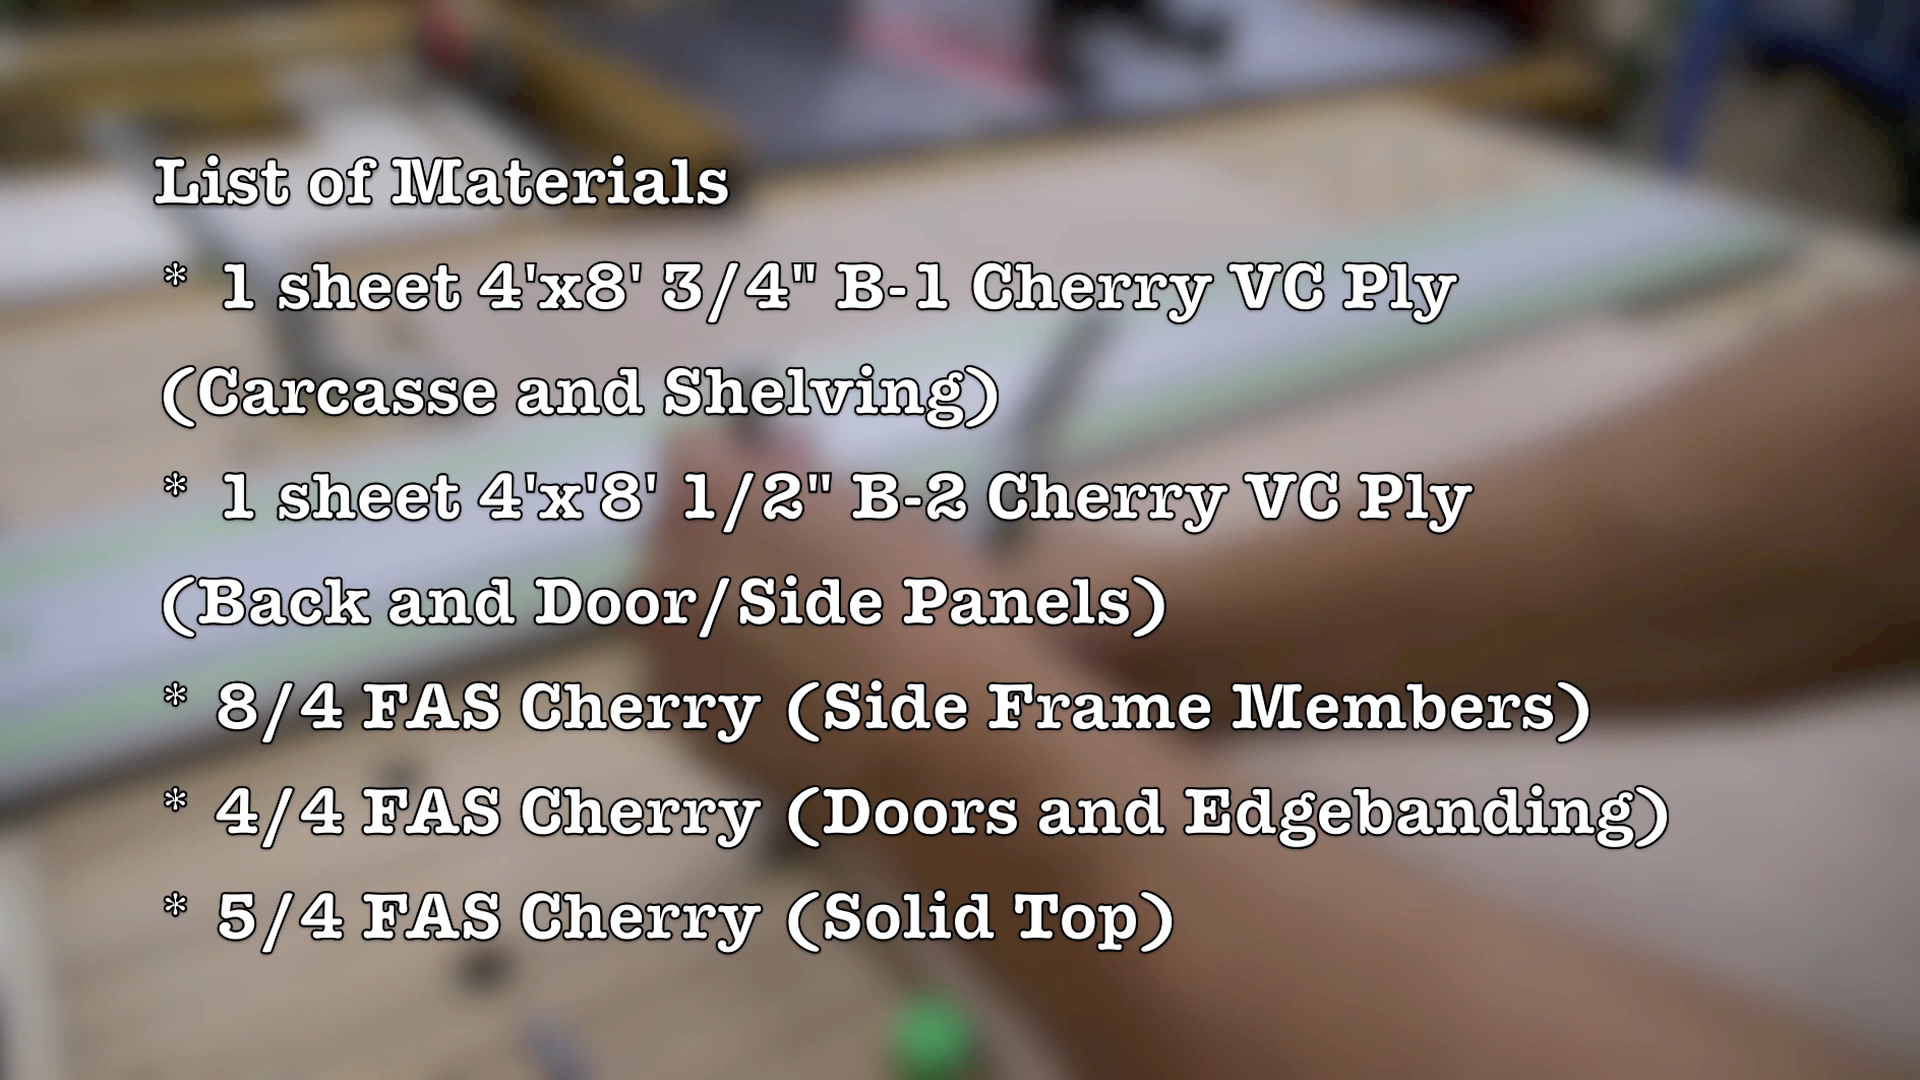 List of Materials
* 1 sheet 4'x8' 3/4" B-1 Cherry VC Ply
(Carcasse and Shelving)
* 1 sheet 4'x'8' 1/2" B-2 Cherry VC Ply
(Back and Door/Side Panels)
* 8/4 FAS Cherry (Side Frame Members)
* 4/4 FAS Cherry (Doors and Edgebanding)
* 5/4 FAS Cherry (Solid Top)